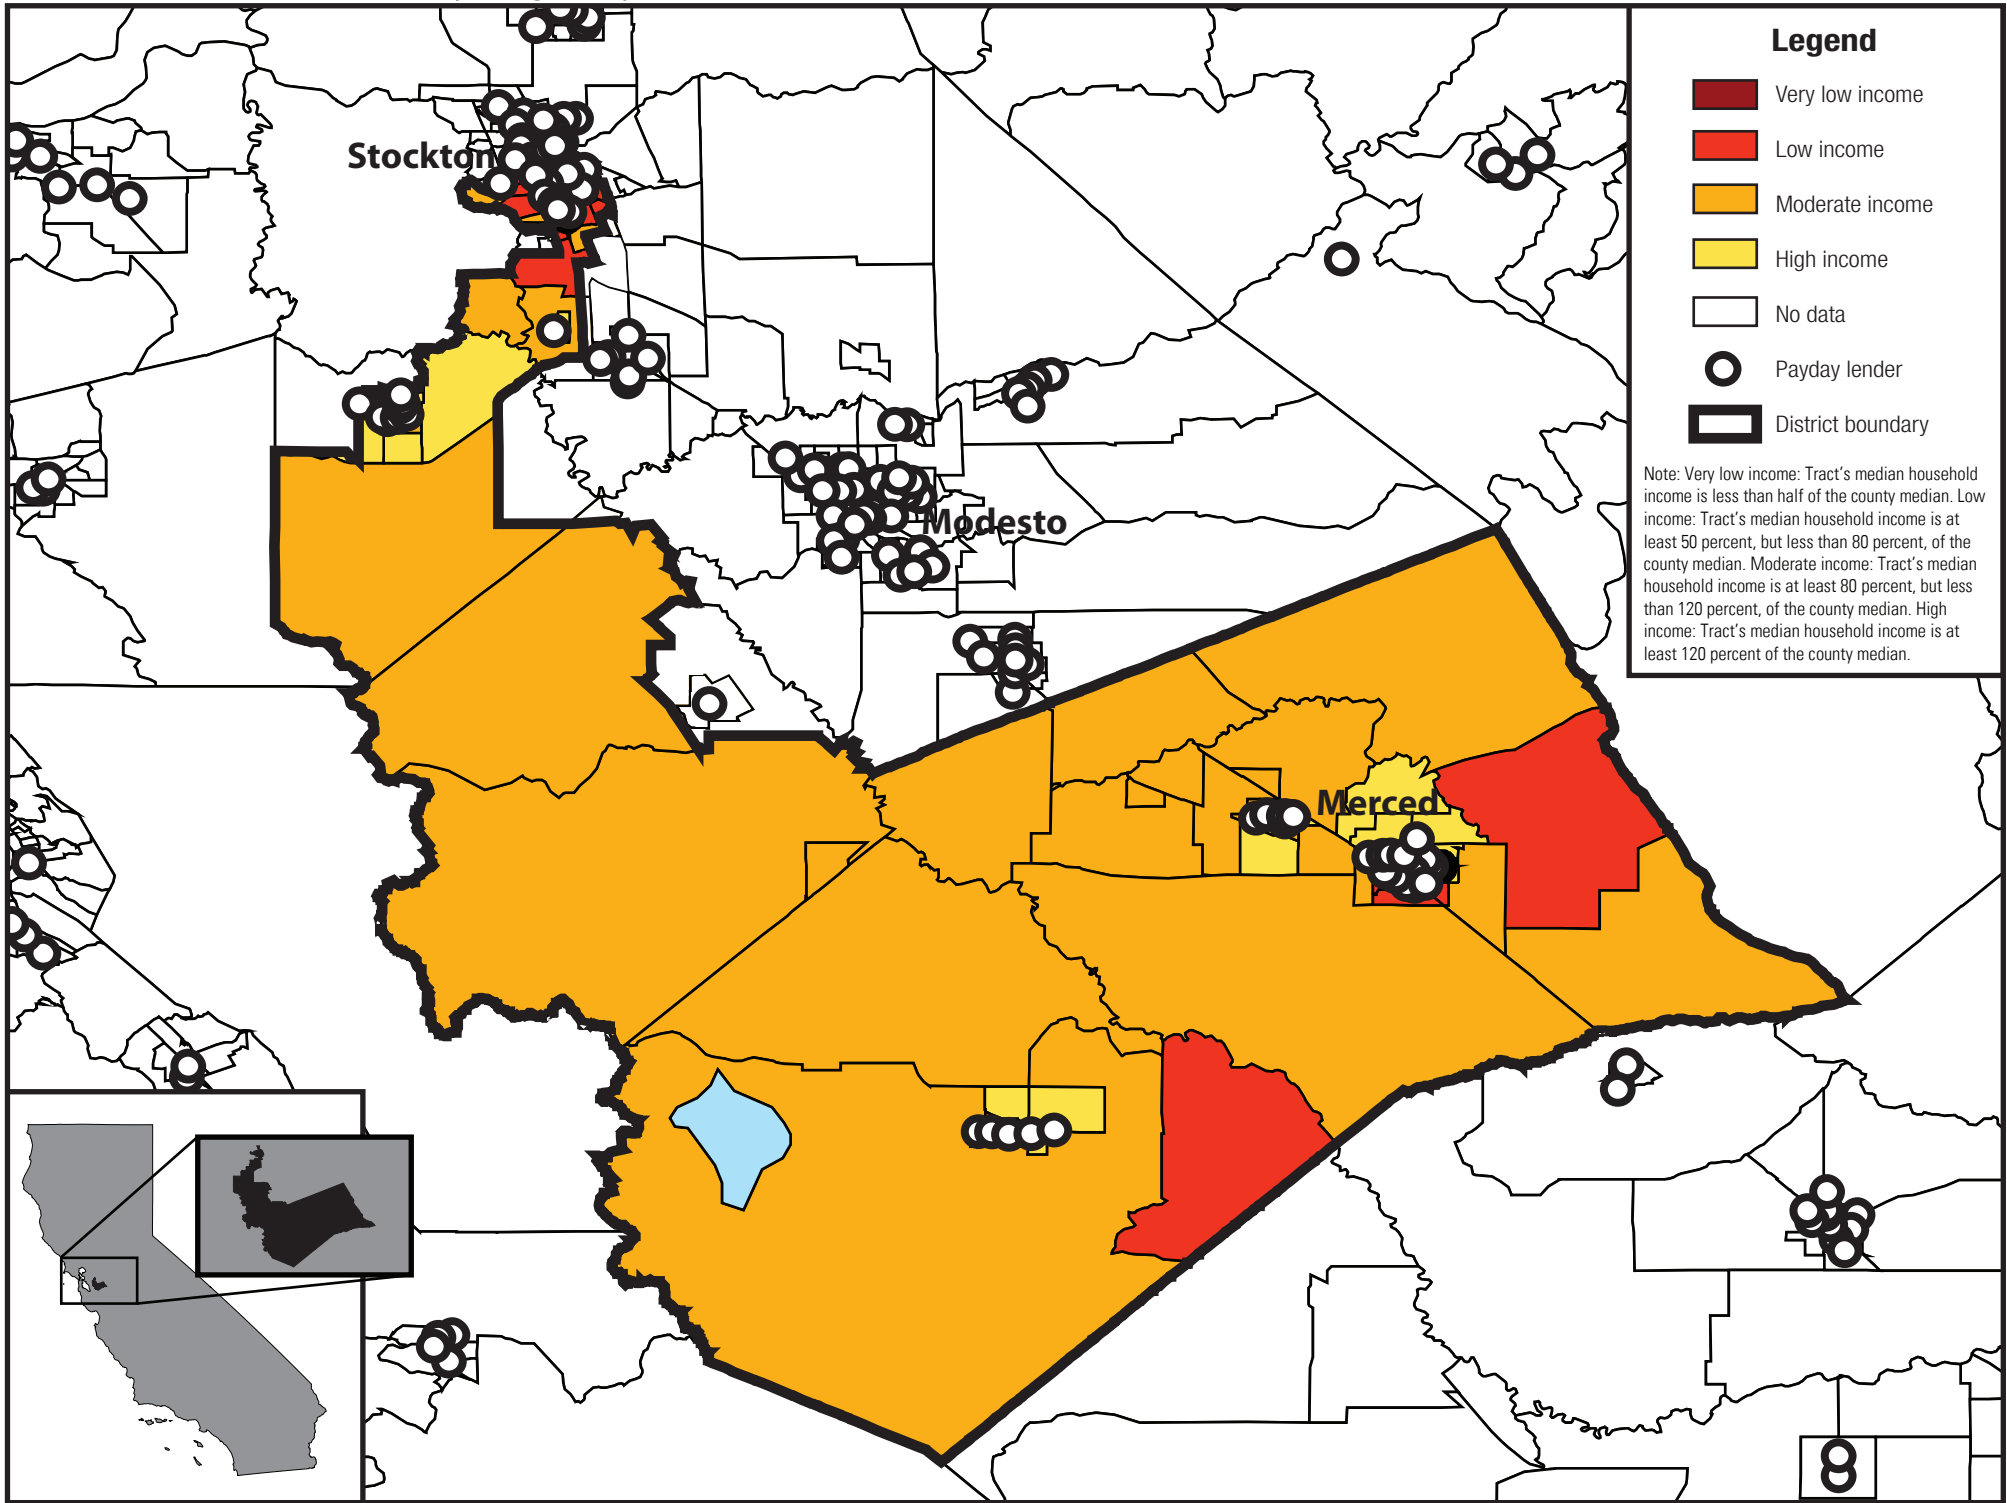 Stockton
Modesto
Merced
Legend
Very low income
Low income
Moderate income
High income
No data
Payday lender
District boundary
Note: Very low income: Tract's median household
income is less than half of the county median. Low
income: Tract's median household income is at
least 50 percent, but less than 80 percent, of the
county median. Moderate income: Tract's median
household income is at least 80 percent, but less
than 120 percent, of the county median. High
income: Tract's median household income is at
least 120 percent of the county median.